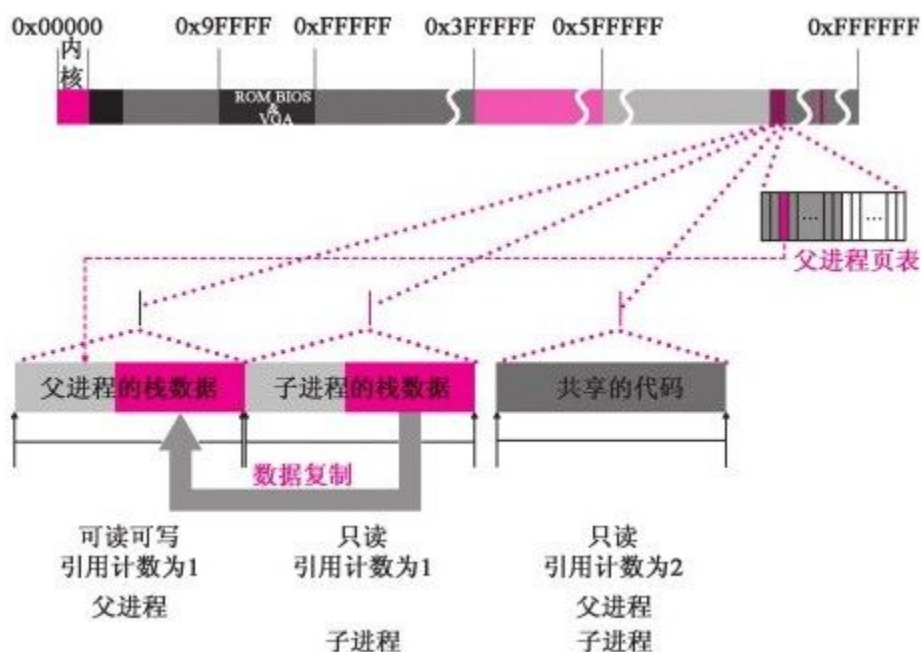 0x00000 0x9FFFF 0xFFFFF 0x3FFFFF 0x5FFFFF 0xFFFFFF
内
核
ROM BIOS
&
VGA
... ...
父进程页表
父进程的栈数据 子进程的栈数据 共享的代码
数据复制
可读可写 只读 只读
引用计数为1 引用计数为1 引用计数为2
父进程 父进程
子进程 子进程